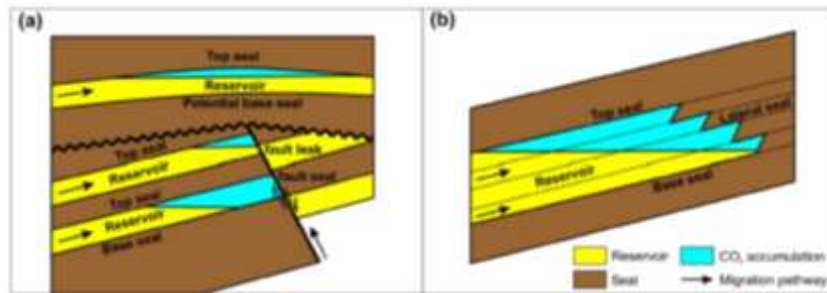 (a)
Top seal
Reservoir
Potential base seal
Top seal
fault leak
Reservoir
fault seal
Top seal
Reservoir
Base seal
(b)
Top seal
Lateral seal
Reservoir
Base seal
Reservoir
CO₂ accumulation
Seal
Migration pathway